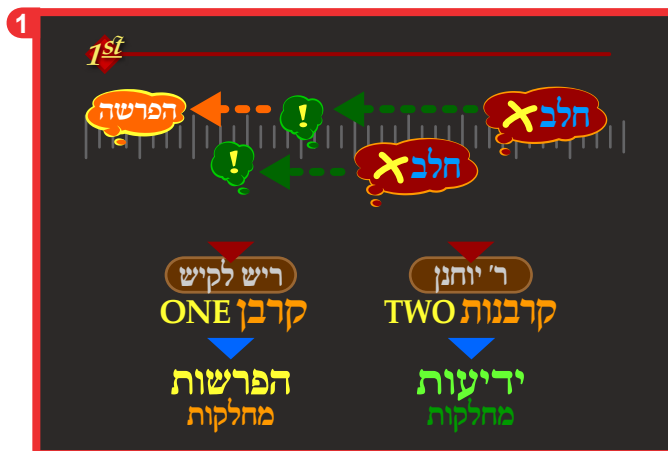 1
1st
הפרשה ! חלב X
! חלב X
ר' יוחנן
קרבנות TWO
ידיעות
מחלקות
ריש לקיש
קרבן ONE
הפרשות
מחלקות